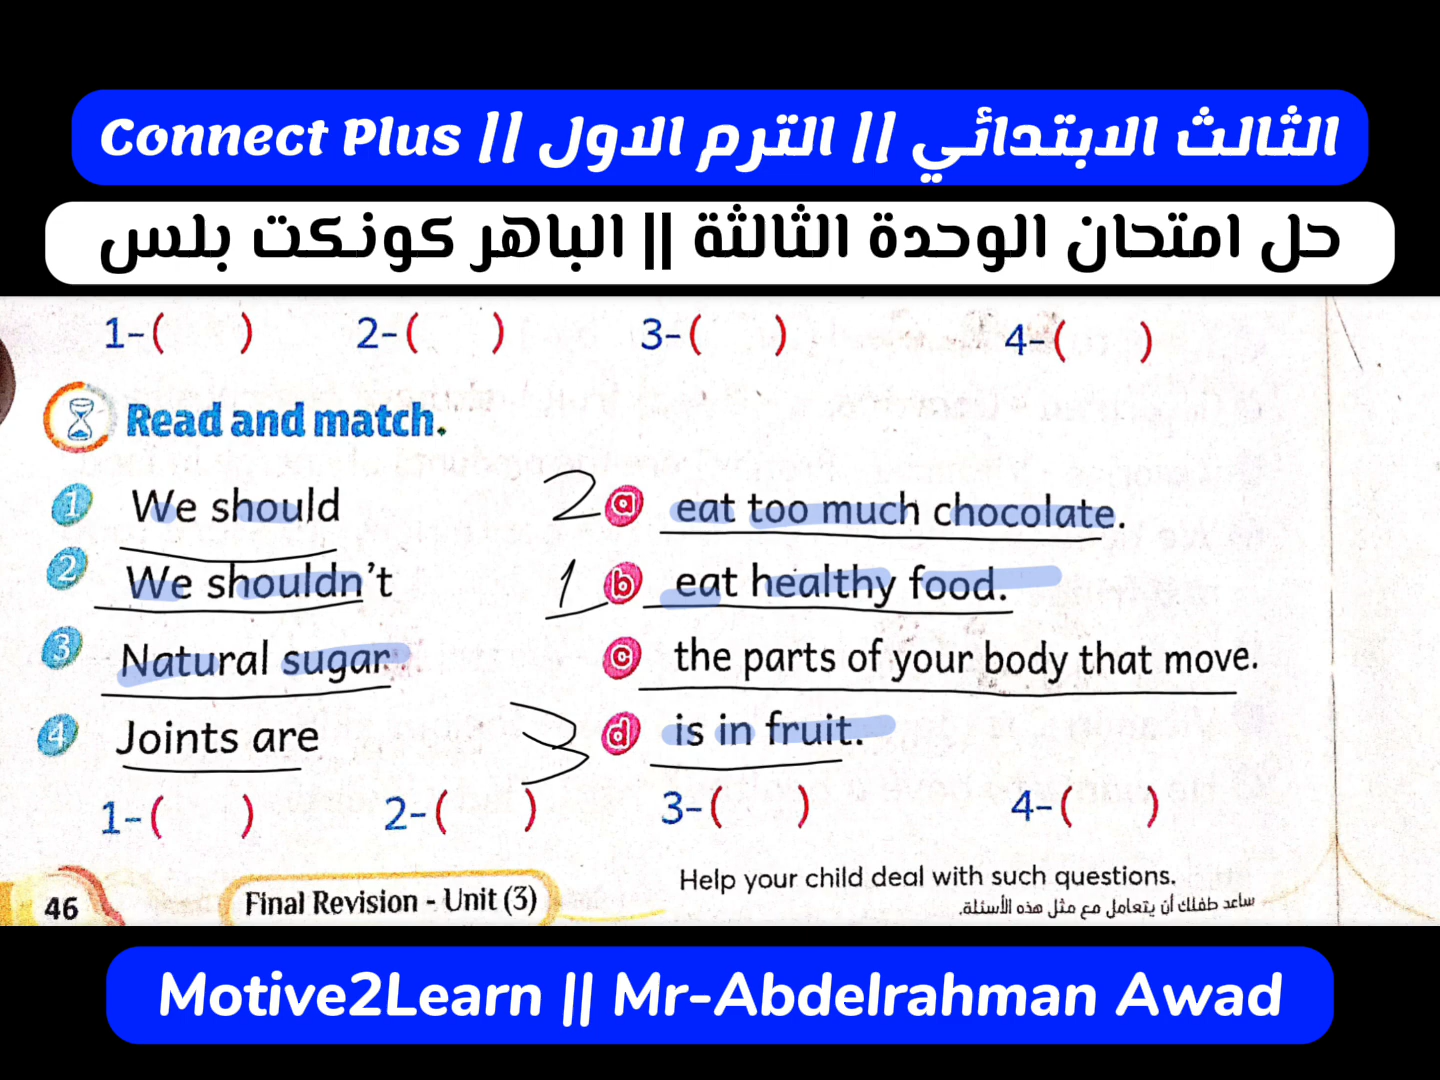 الثالث الابتدائي || الترم الاول || Connect Plus
حل امتحان الوحدة الثالثة || الباهر كونكت بلس
1-( ) 2-( ) 3-( ) 4-( )
Read and match.
1 We should 2 a eat too much chocolate.
2 We shouldn't 1 b eat healthy food.
3 Natural sugar c the parts of your body that move.
4 Joints are 3 d is in fruit.
1-( ) 2-( ) 3-( ) 4-( )
Help your child deal with such questions.
46 Final Revision - Unit (3) ساعد طفلك أن يتعامل مع مثل هذه الأسئلة.
Motive2Learn || Mr-Abdelrahman Awad